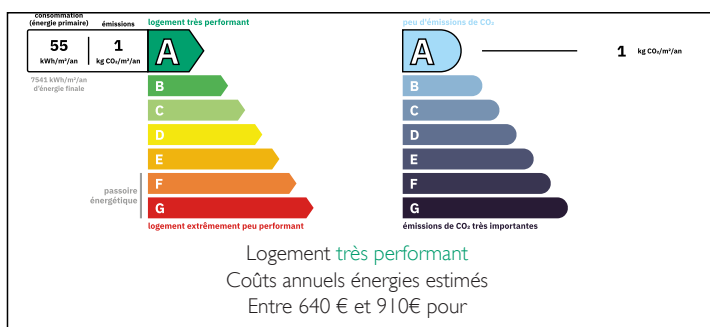 consommation
(énergie primaire)
émissions
55
kWh/m²/an
1
kg CO₂/m²/an
7541 kWh/m²/an
d'énergie finale
passoire
énergétique
logement très performant
A
B
C
D
E
F
G
logement extrêmement peu performant
peu d'émissions de CO₂
A
1 kg CO₂/m²/an
B
C
D
E
F
G
émissions de CO₂ très importantes
Logement très performant
Coûts annuels énergies estimés
Entre 640 € et 910€ pour